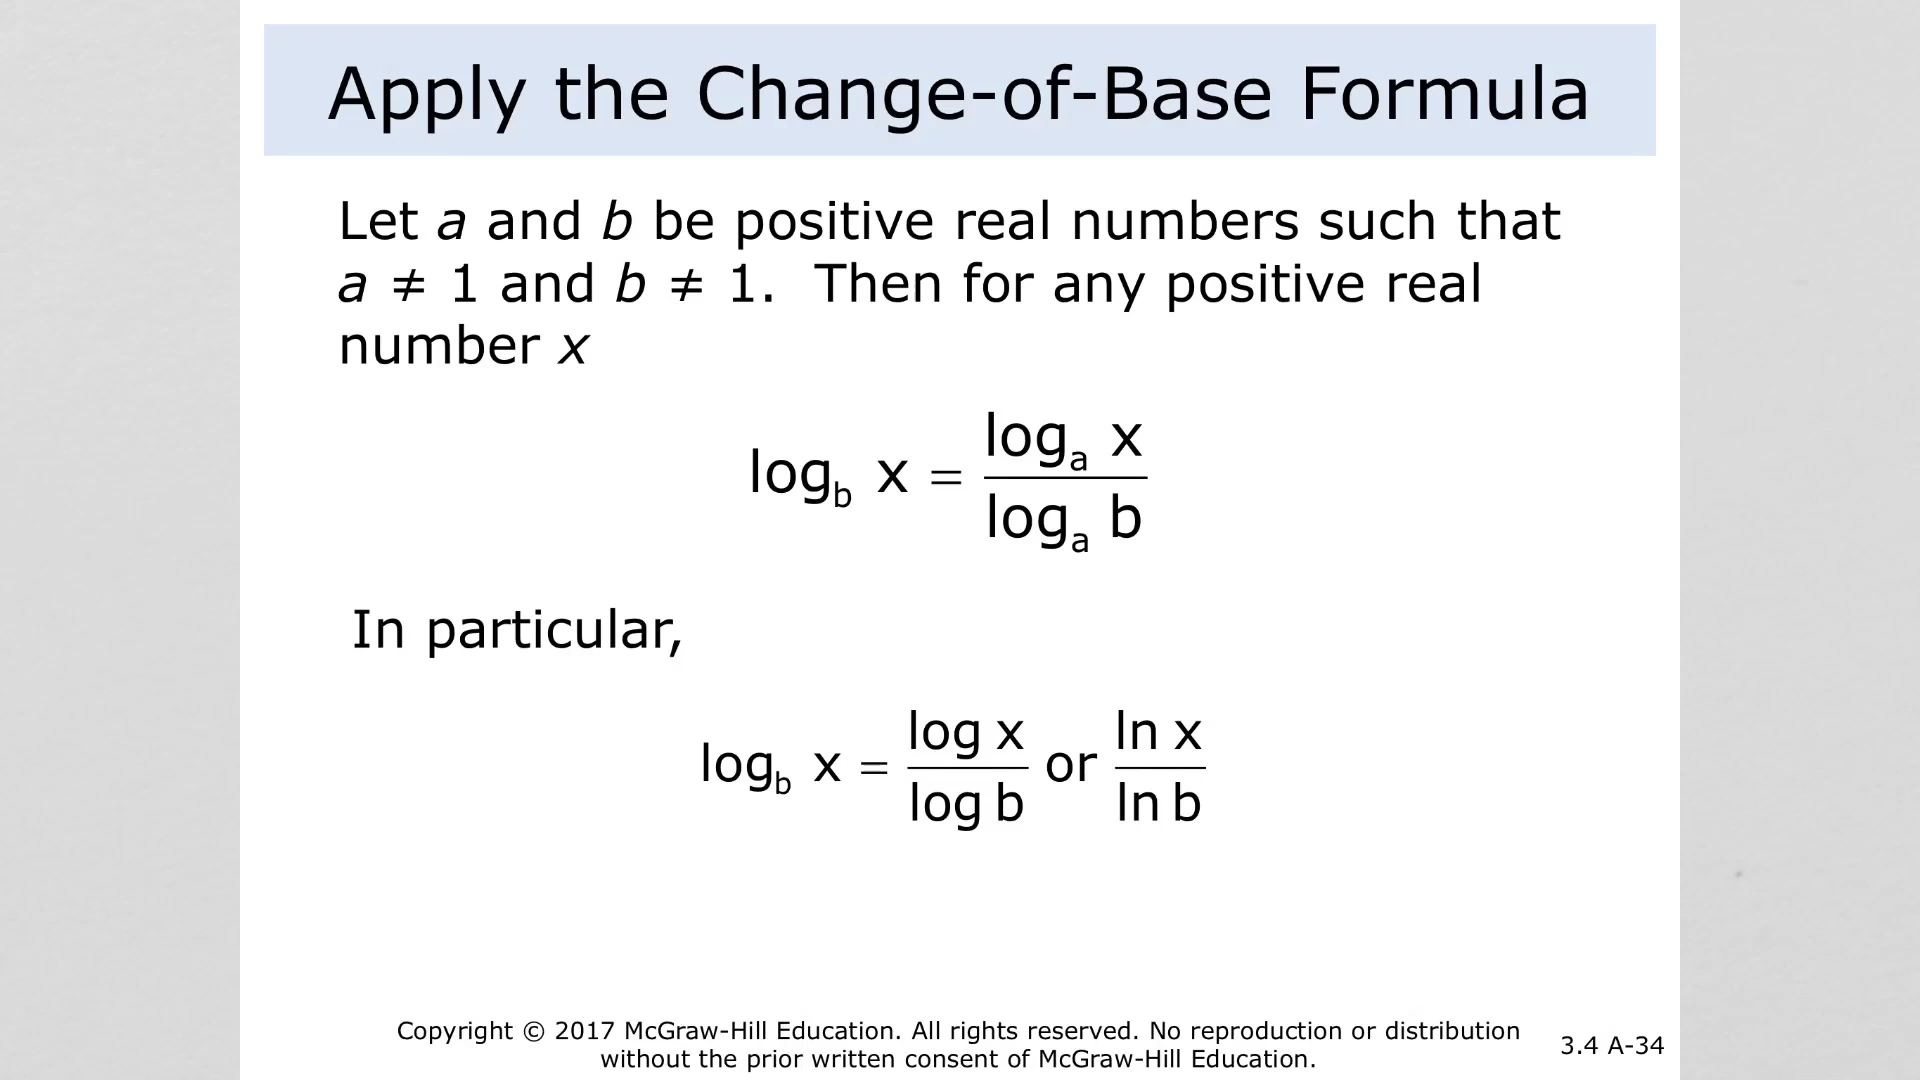 Apply the Change-of-Base Formula
Let a and b be positive real numbers such that
a ≠ 1 and b ≠ 1. Then for any positive real
number x
log_b x = (log_a x)/(log_a b)
In particular,
log_b x = (log x)/(log b) or (ln x)/(ln b)
Copyright © 2017 McGraw-Hill Education. All rights reserved. No reproduction or distribution
without the prior written consent of McGraw-Hill Education.
3.4 A-34